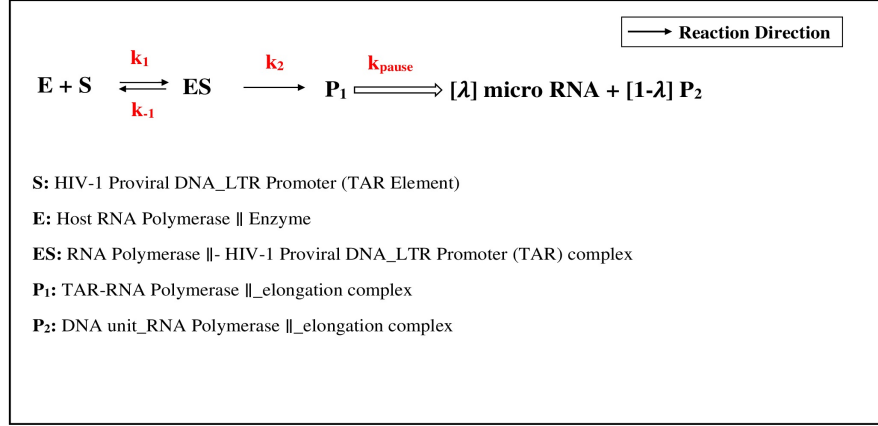 Reaction Direction
k1 k2 kpause
E + S ES P1 [λ] micro RNA + [1-λ] P2
k-1
S: HIV-1 Proviral DNA_LTR Promoter (TAR Element)
E: Host RNA Polymerase ǁ Enzyme
ES: RNA Polymerase ǁ- HIV-1 Proviral DNA_LTR Promoter (TAR) complex
P1: TAR-RNA Polymerase ǁ_elongation complex
P2: DNA unit_RNA Polymerase ǁ_elongation complex